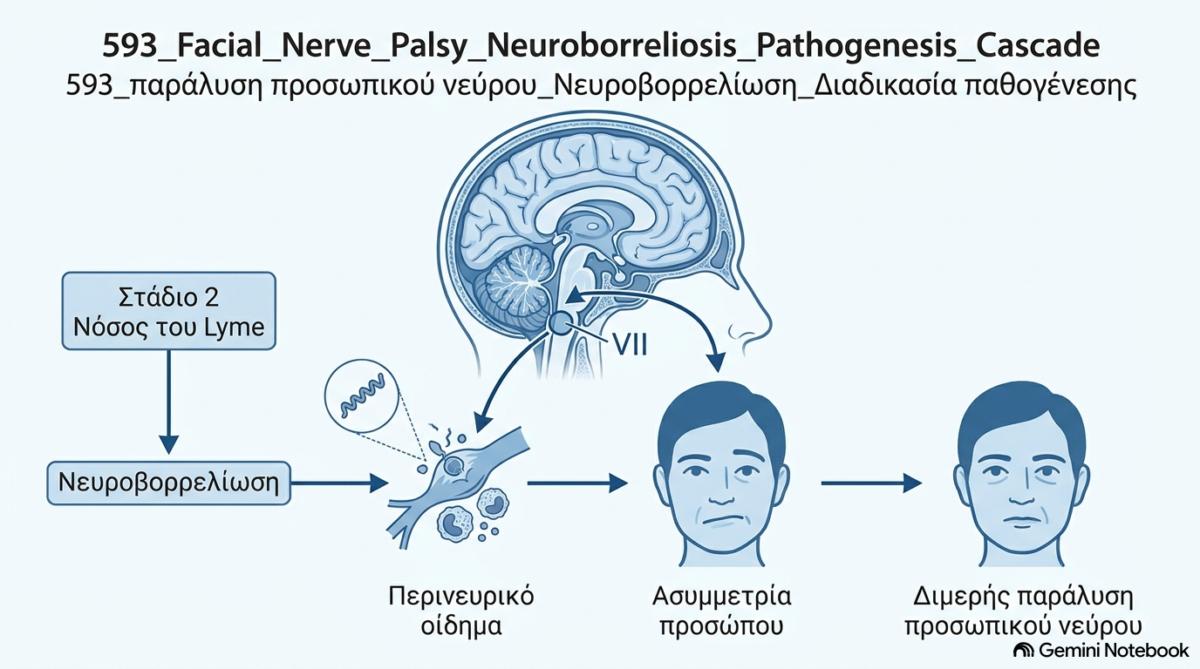 593_Facial_Nerve_Palsy_Neuroborreliosis_Pathogenesis_Cascade
593_παράλυση προσωπικού νεύρου_Νευροβορρελίωση_Διαδικασία παθογένεσης
Στάδιο 2
Νόσος του Lyme
VII
Νευροβορρελίωση
Περινευρικό
οίδημα
Ασυμμετρία
προσώπου
Διμερής παράλυση
προσωπικού νεύρου
Gemini Notebook